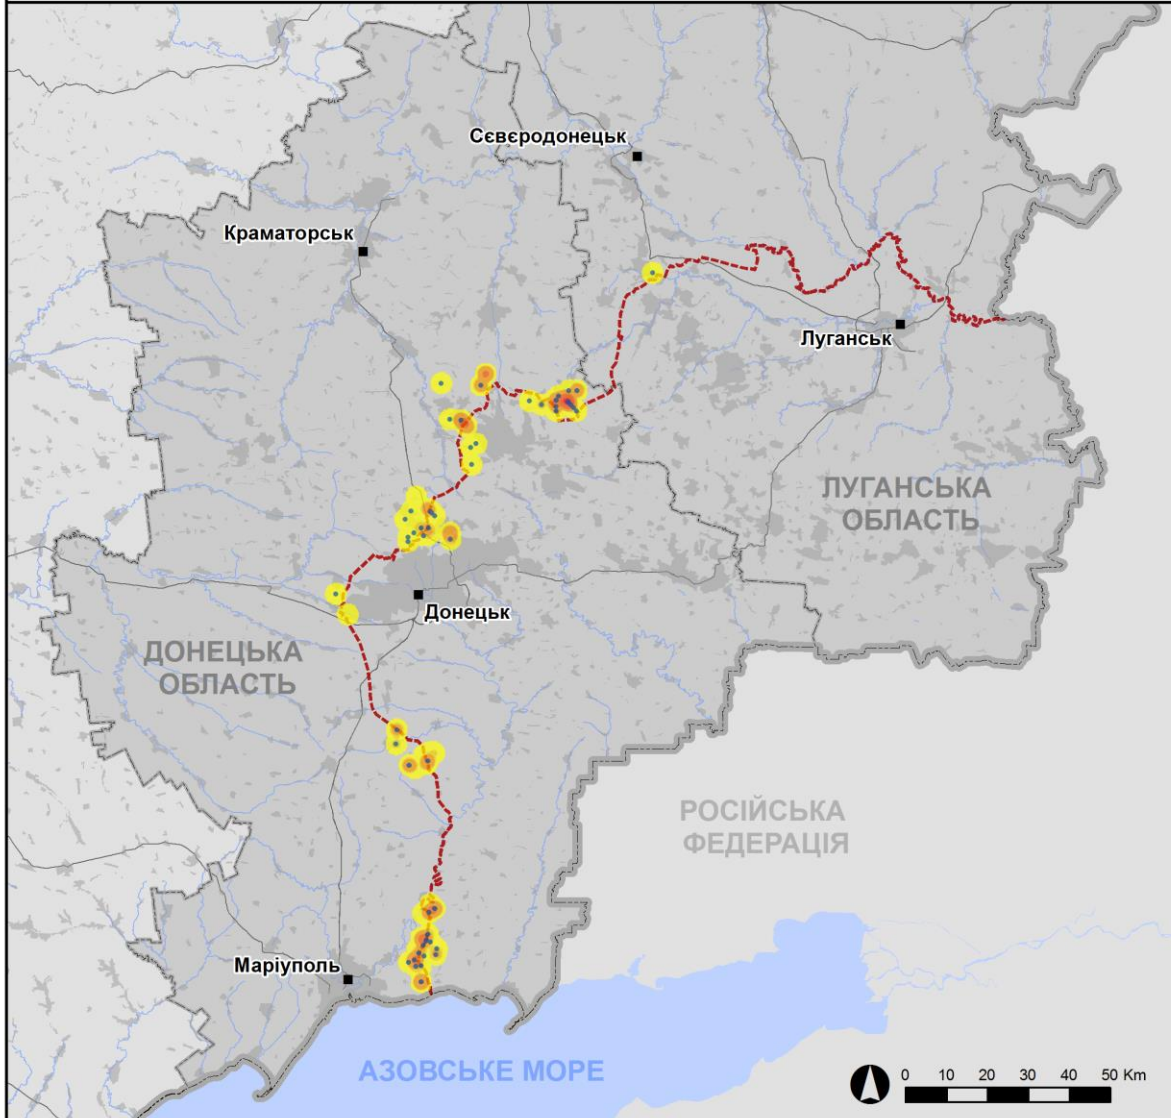 Сєвєродонецьк
Краматорськ
Луганськ
ЛУГАНСЬКА
ОБЛАСТЬ
Донецьк
ДОНЕЦЬКА
ОБЛАСТЬ
РОСІЙСЬКА
ФЕДЕРАЦІЯ
Маріуполь
АЗОВСЬКЕ МОРЕ
0 10 20 30 40 50 Km